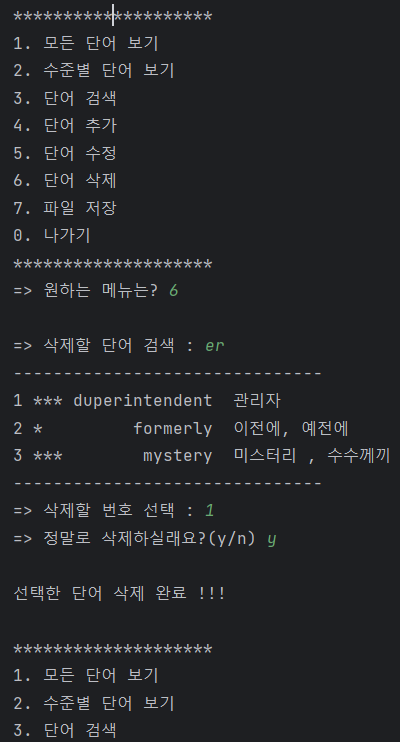 ********************
1. 모든 단어 보기
2. 수준별 단어 보기
3. 단어 검색
4. 단어 추가
5. 단어 수정
6. 단어 삭제
7. 파일 저장
0. 나가기
********************
=> 원하는 메뉴는? 6
=> 삭제할 단어 검색 : er
-------------------------------
1 *** duperintendent  관리자
2 *         formerly  이전에, 예전에
3 ***        mystery  미스터리 , 수수께끼
-------------------------------
=> 삭제할 번호 선택 : 1
=> 정말로 삭제하실래요?(y/n) y
선택한 단어 삭제 완료 !!!
********************
1. 모든 단어 보기
2. 수준별 단어 보기
3. 단어 검색